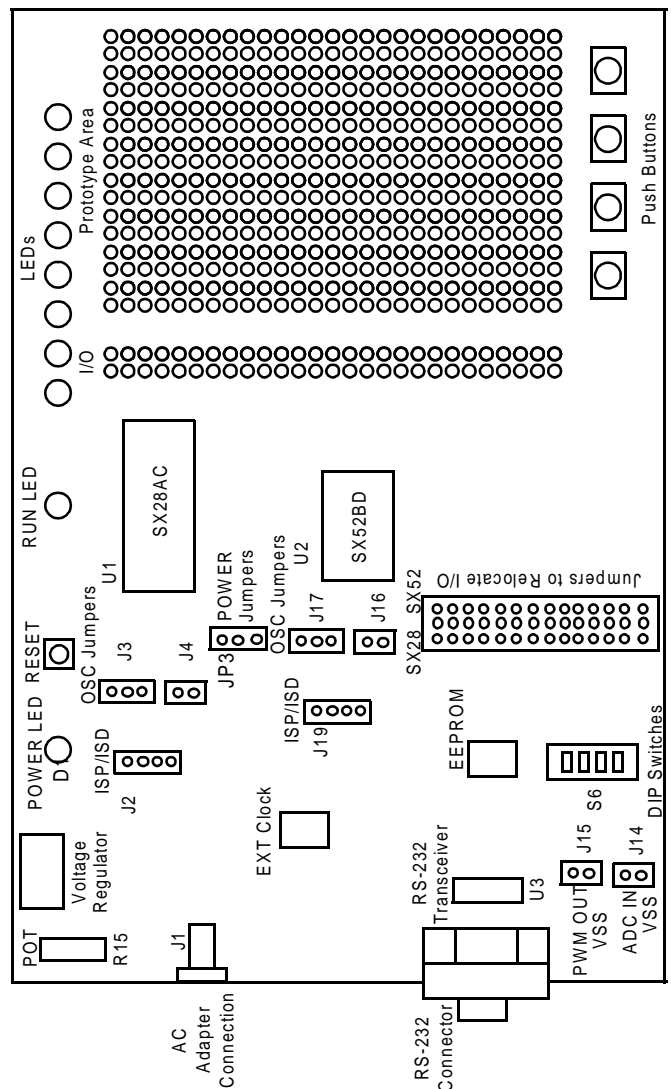 LEDs
Prototype Area
I/O
Push Buttons
RUN LED
U1
SX28AC
POWER
Jumpers
JP3
OSC Jumpers
U2
SX52BD
J17
J16
SX28
SX52
Jumpers to Relocate I/O
RESET
OSC Jumpers
J3
J4
POWER LED
D1
ISP/ISD
J2
ISP/ISD
J19
EEPROM
S6
DIP Switches
Voltage
Regulator
EXT Clock
RS-232
Transceiver
U3
J15
J14
PWM OUT
VSS
ADC IN
VSS
POT
R15
J1
AC
Adapter
Connection
RS-232
Connector